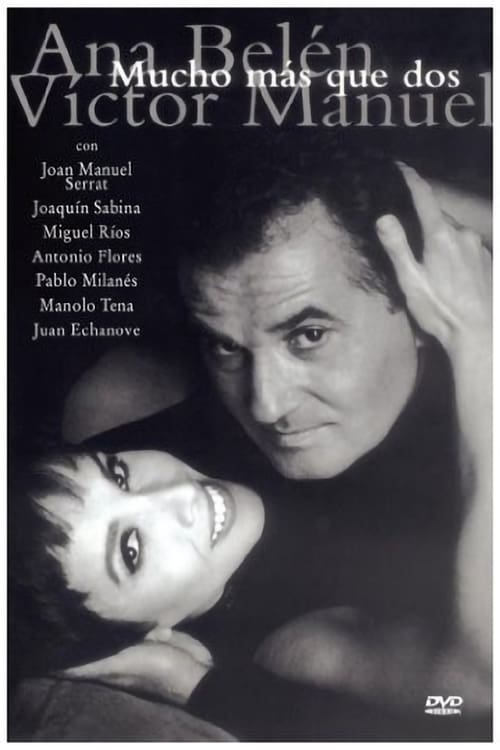 Ana Belén
Mucho más que dos
Víctor Manuel
con
Joan Manuel
Serrat
Joaquín Sabina
Miguel Ríos
Antonio Flores
Pablo Milanés
Manolo Tena
Juan Echanove
DVD
VIDEO